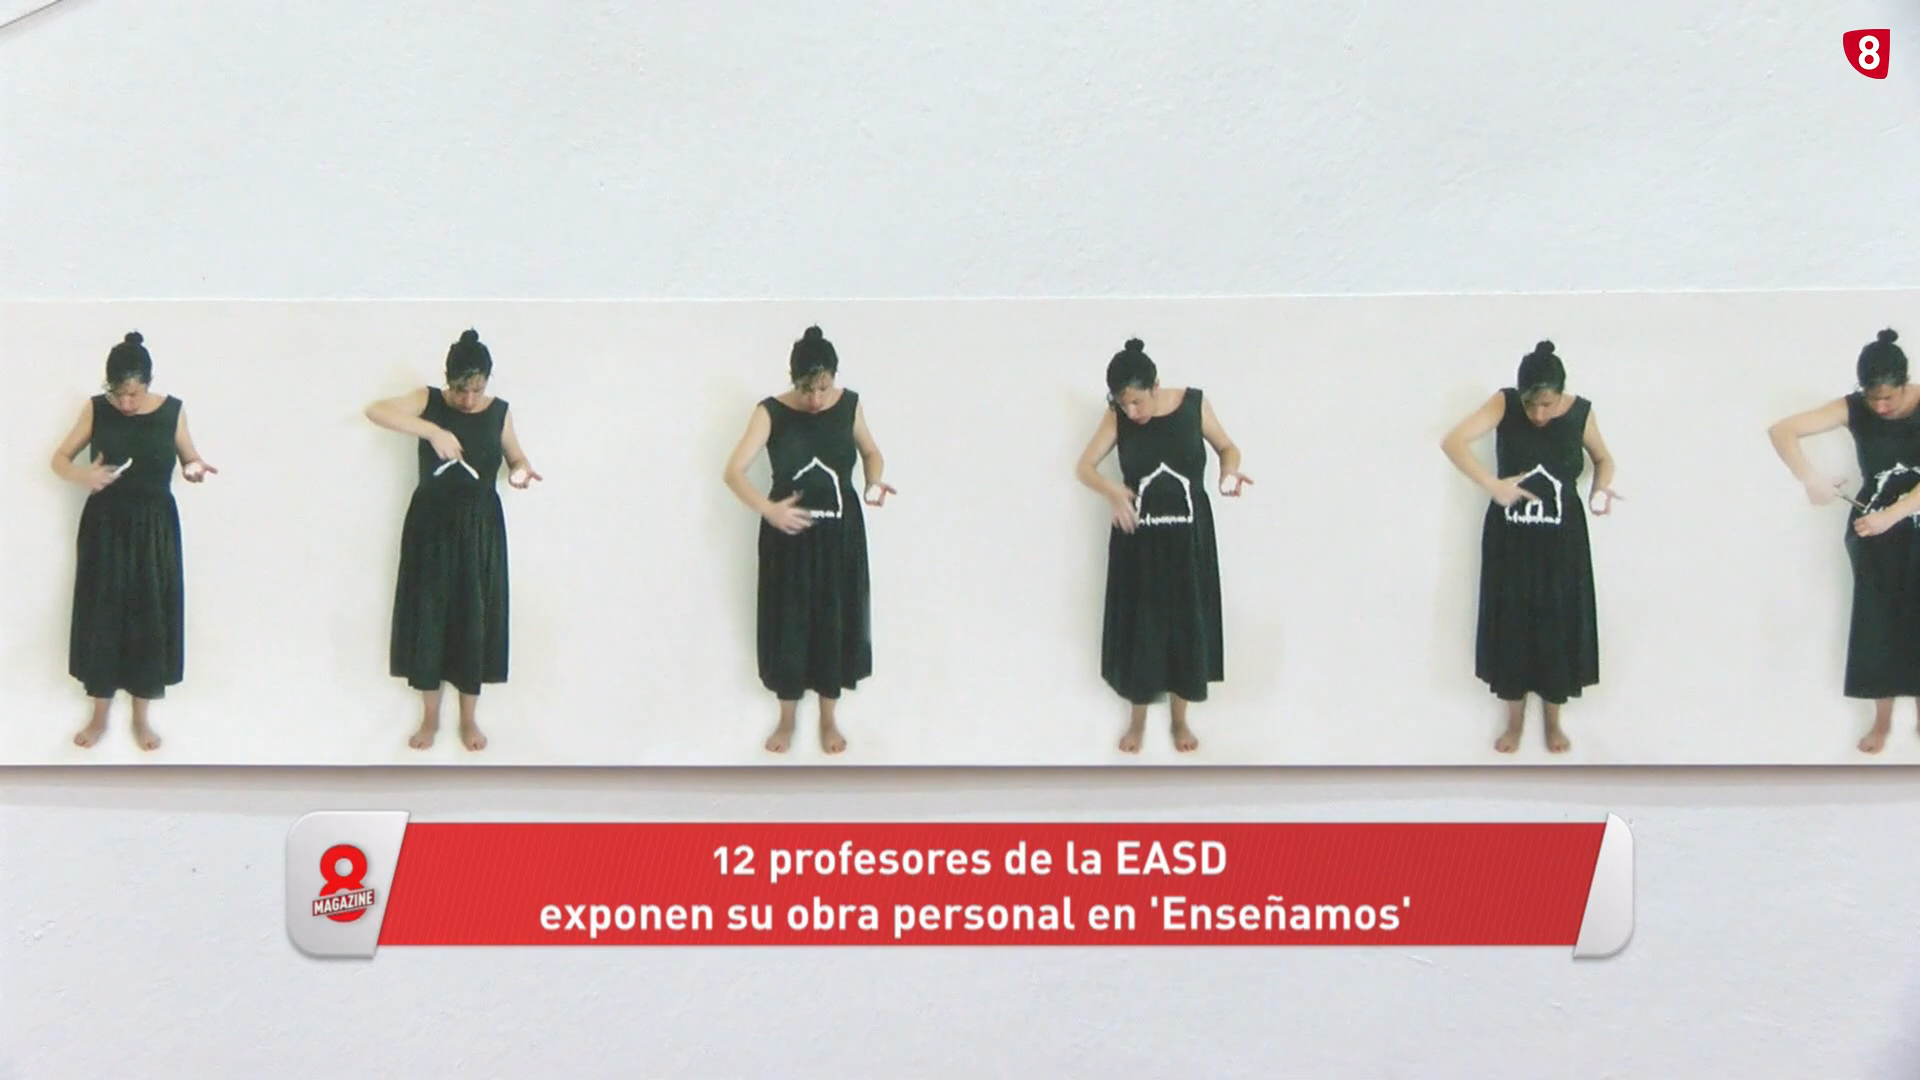 8
12 profesores de la EASD
exponen su obra personal en 'Enseñamos'
8
MAGAZINE